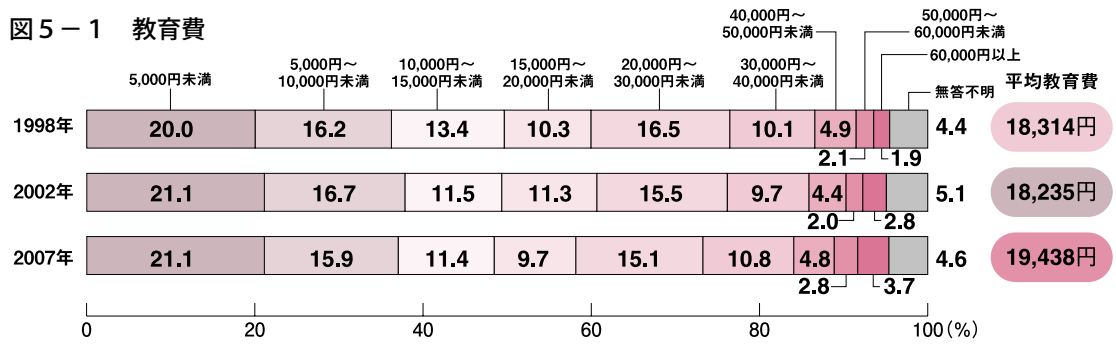 図5－1 教育費
5,000円未満
5,000円～
10,000円未満
10,000円～
15,000円未満
15,000円～
20,000円未満
20,000円～
30,000円未満
30,000円～
40,000円未満
40,000円～
50,000円未満
50,000円～
60,000円未満
60,000円以上
無答不明
平均教育費
1998年 20.0 16.2 13.4 10.3 16.5 10.1 4.9 4.4 18,314円
2.1 1.9
2002年 21.1 16.7 11.5 11.3 15.5 9.7 4.4 5.1 18,235円
2.0 2.8
2007年 21.1 15.9 11.4 9.7 15.1 10.8 4.8 4.6 19,438円
2.8 3.7
0 20 40 60 80 100(%)